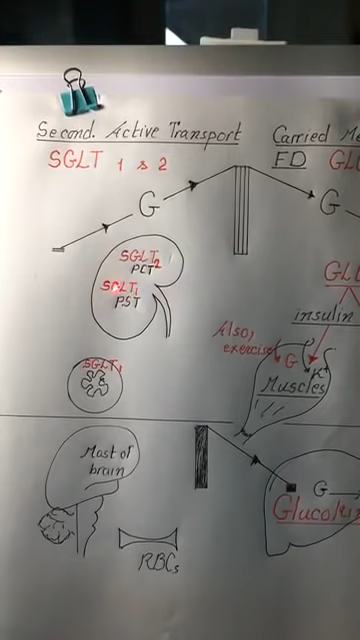 Second. Active Transport
SGLT 1 & 2
G
SGLT2
PCT
SGLT1
PST
SGLT1
Most of
brain
RBCs
Carried
FD
G
insulin
Also,
exercise
G
K+
Muscles
G